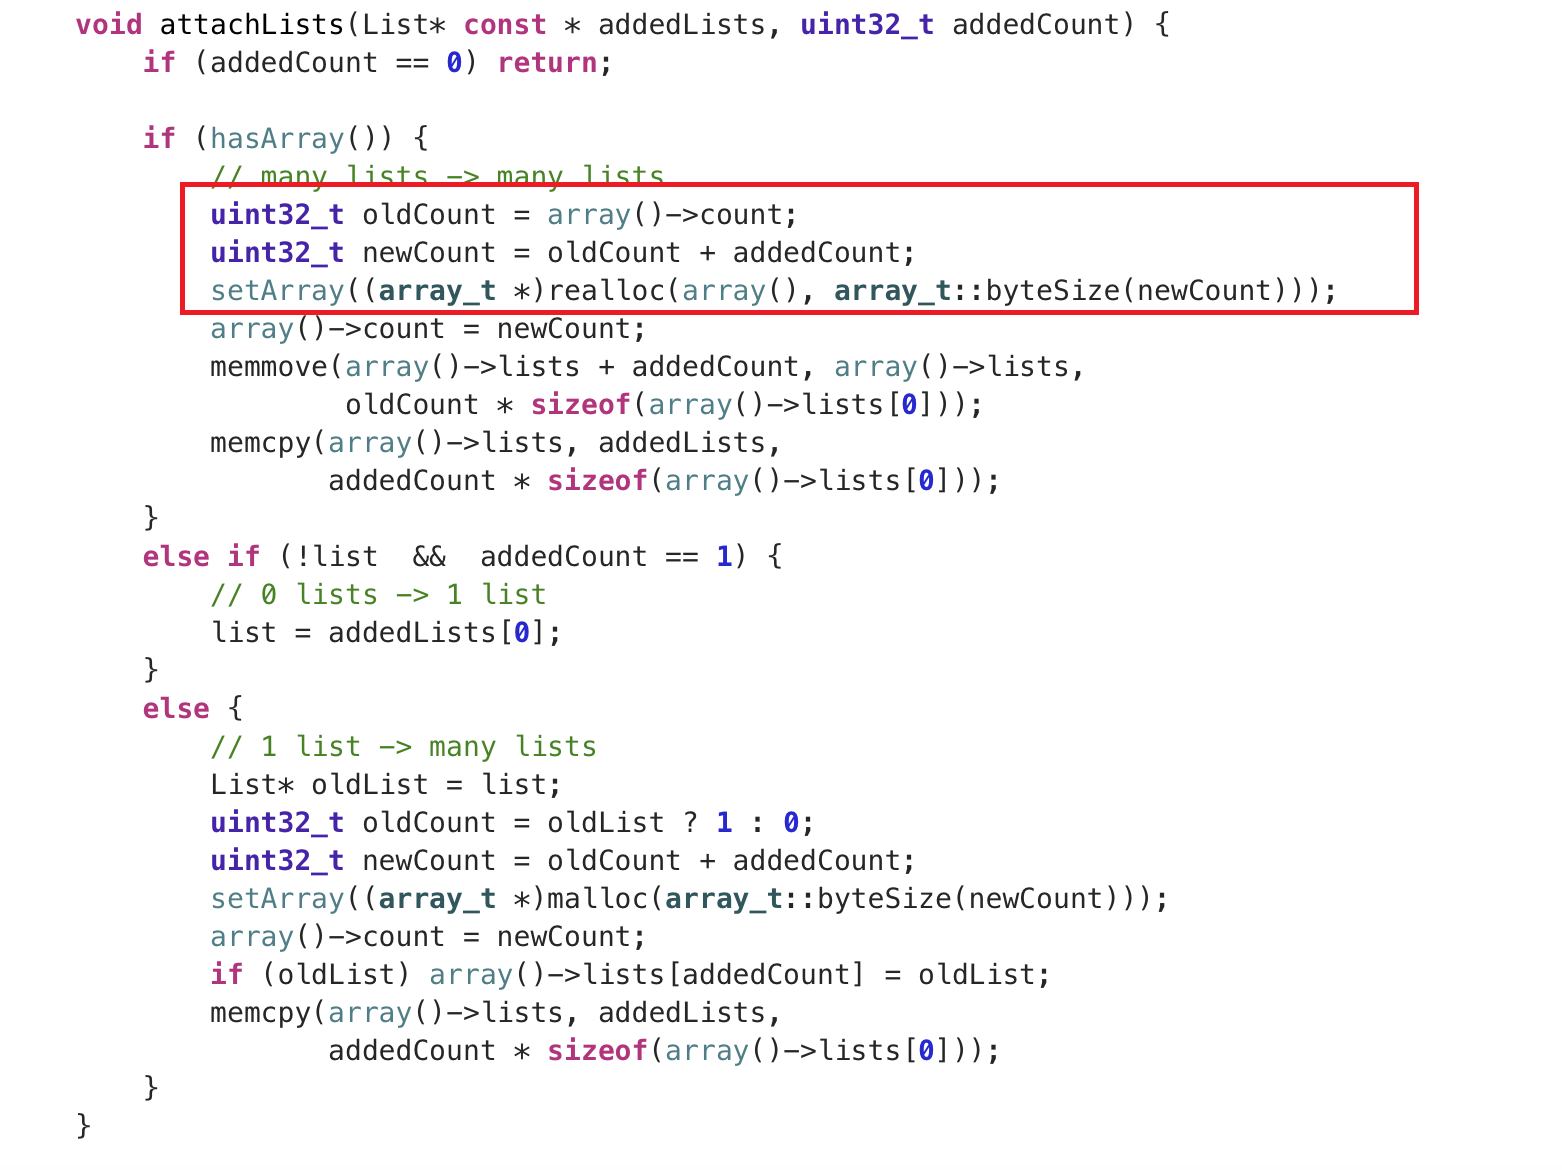 void attachLists(List* const * addedLists, uint32_t addedCount) {
    if (addedCount == 0) return;

    if (hasArray()) {
        // many lists -> many lists
        uint32_t oldCount = array()->count;
        uint32_t newCount = oldCount + addedCount;
        setArray((array_t *)realloc(array(), array_t::byteSize(newCount)));
        array()->count = newCount;
        memmove(array()->lists + addedCount, array()->lists,
                oldCount * sizeof(array()->lists[0]));
        memcpy(array()->lists, addedLists,
               addedCount * sizeof(array()->lists[0]));
    }
    else if (!list  &&  addedCount == 1) {
        // 0 lists -> 1 list
        list = addedLists[0];
    }
    else {
        // 1 list -> many lists
        List* oldList = list;
        uint32_t oldCount = oldList ? 1 : 0;
        uint32_t newCount = oldCount + addedCount;
        setArray((array_t *)malloc(array_t::byteSize(newCount)));
        array()->count = newCount;
        if (oldList) array()->lists[addedCount] = oldList;
        memcpy(array()->lists, addedLists,
               addedCount * sizeof(array()->lists[0]));
    }
}